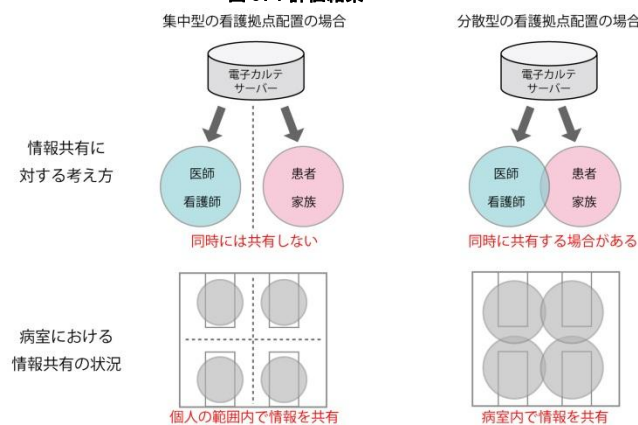 集中型の看護拠点配置の場合
分散型の看護拠点配置の場合
電子カルテ
サーバー
電子カルテ
サーバー
情報共有に
対する考え方
医師
看護師
患者
家族
医師
看護師
患者
家族
同時には共有しない
同時に共有する場合がある
病室における
情報共有の状況
個人の範囲内で情報を共有
病室内で情報を共有